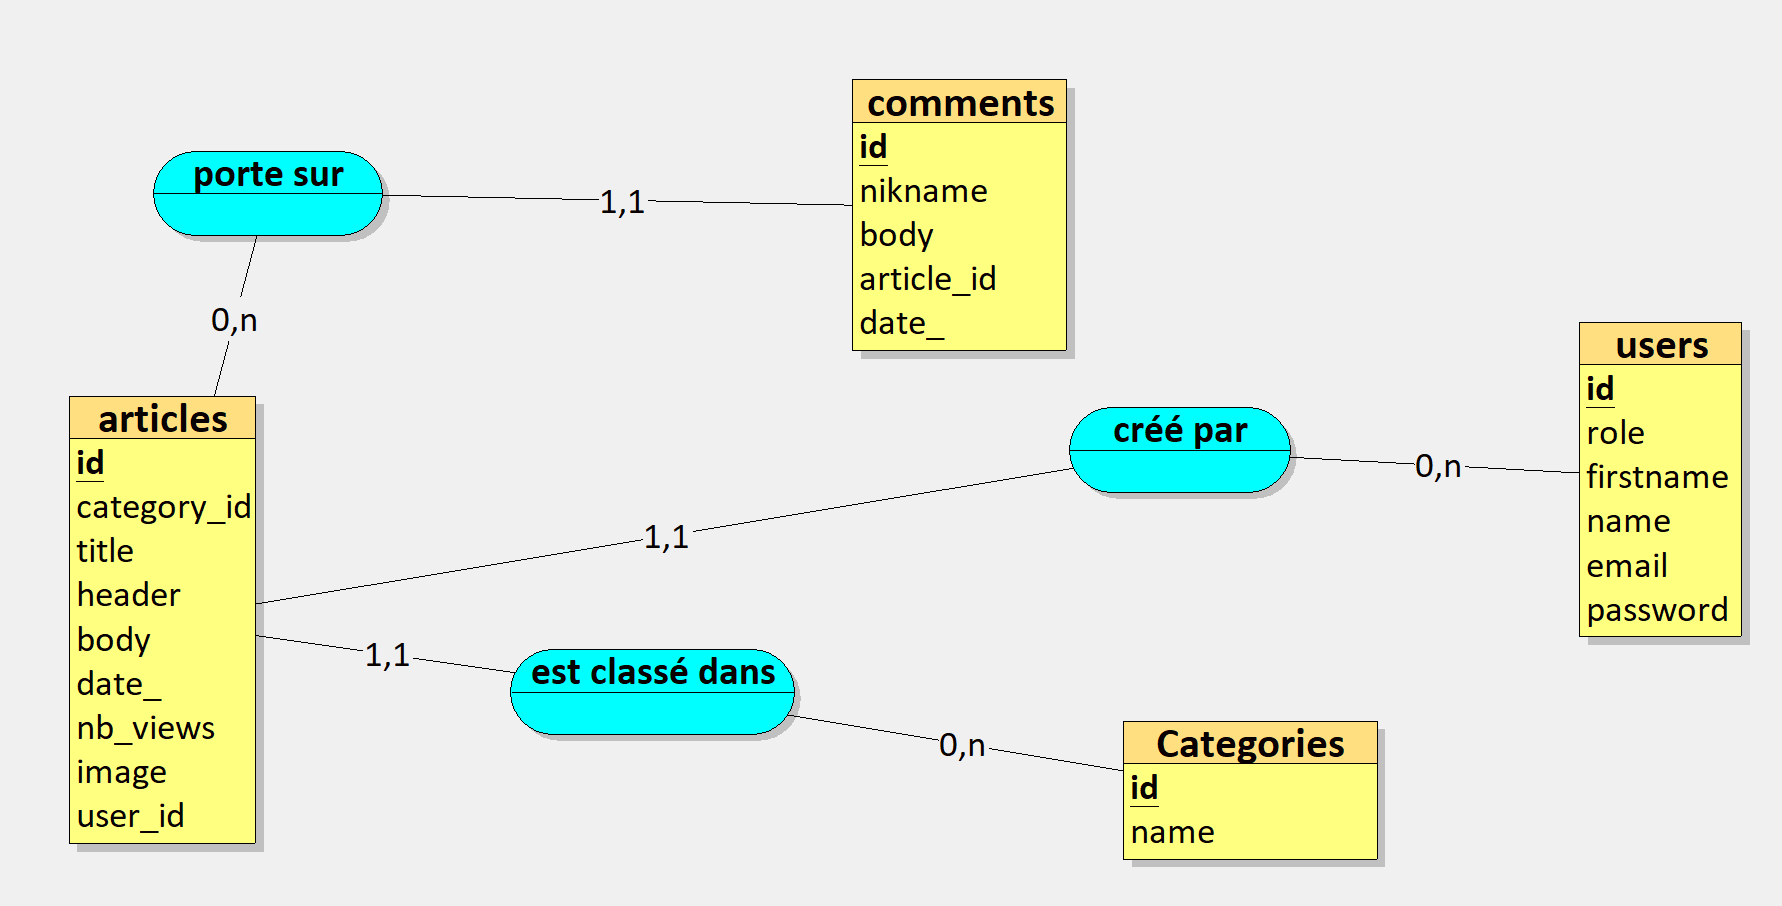 comments
id
nikname
body
article_id
date_
porte sur
1,1
0,n
articles
id
category_id
title
header
body
date_
nb_views
image
user_id
users
id
role
firstname
name
email
password
créé par
0,n
1,1
1,1
est classé dans
0,n
Categories
id
name